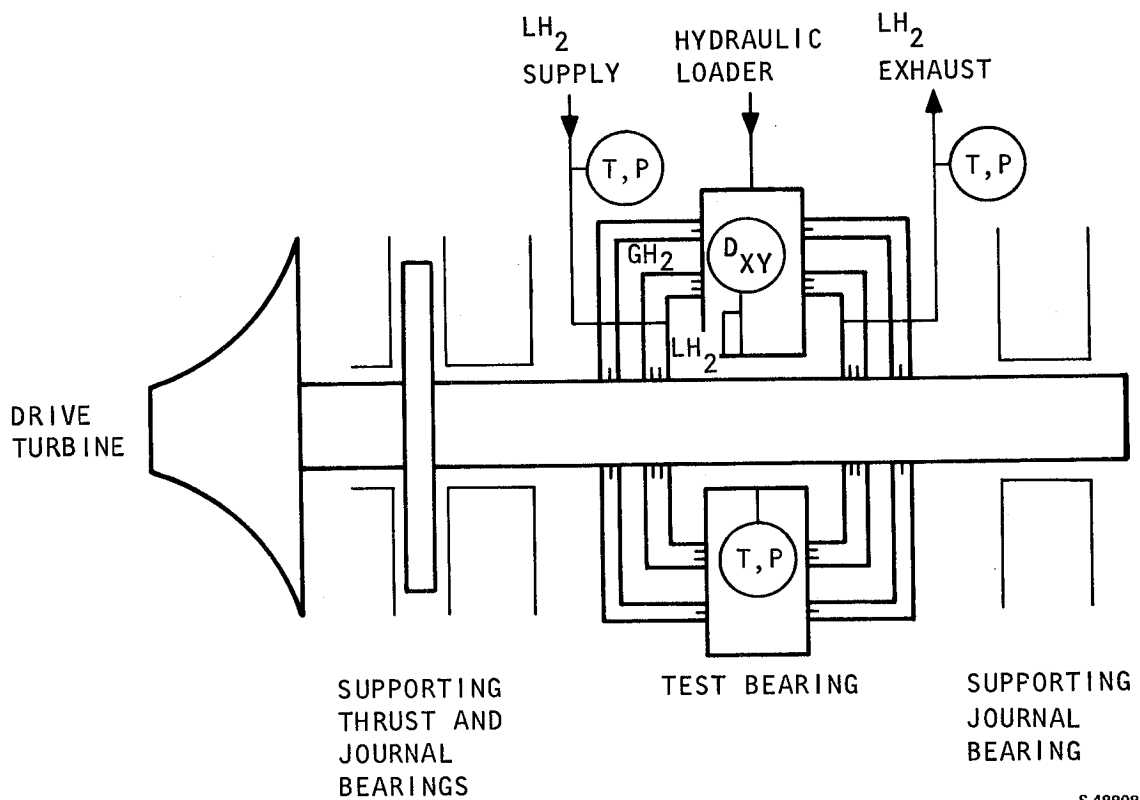 LH2
SUPPLY
HYDRAULIC
LOADER
LH2
EXHAUST
T,P
T,P
GH2
DXY
LH2
DRIVE
TURBINE
T,P
SUPPORTING
THRUST AND
JOURNAL
BEARINGS
TEST BEARING
SUPPORTING
JOURNAL
BEARING